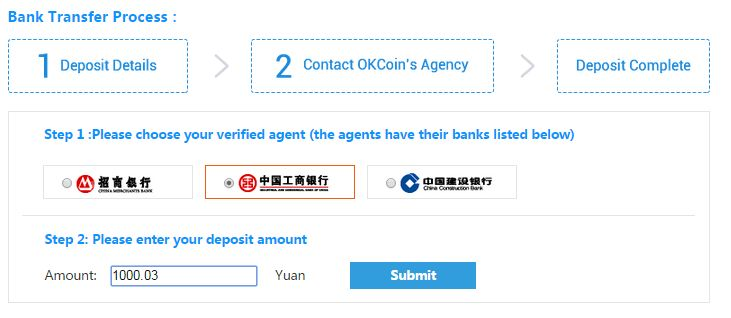 Bank Transfer Process :
1 Deposit Details
2 Contact OKCoin's Agency
Deposit Complete
Step 1 :Please choose your verified agent (the agents have their banks listed below)
招商银行
CHINA MERCHANTS BANK
中国工商银行
INDUSTRIAL AND COMMERCIAL BANK OF CHINA
中国建设银行
China Construction Bank
Step 2: Please enter your deposit amount
Amount: 1000.03 Yuan Submit